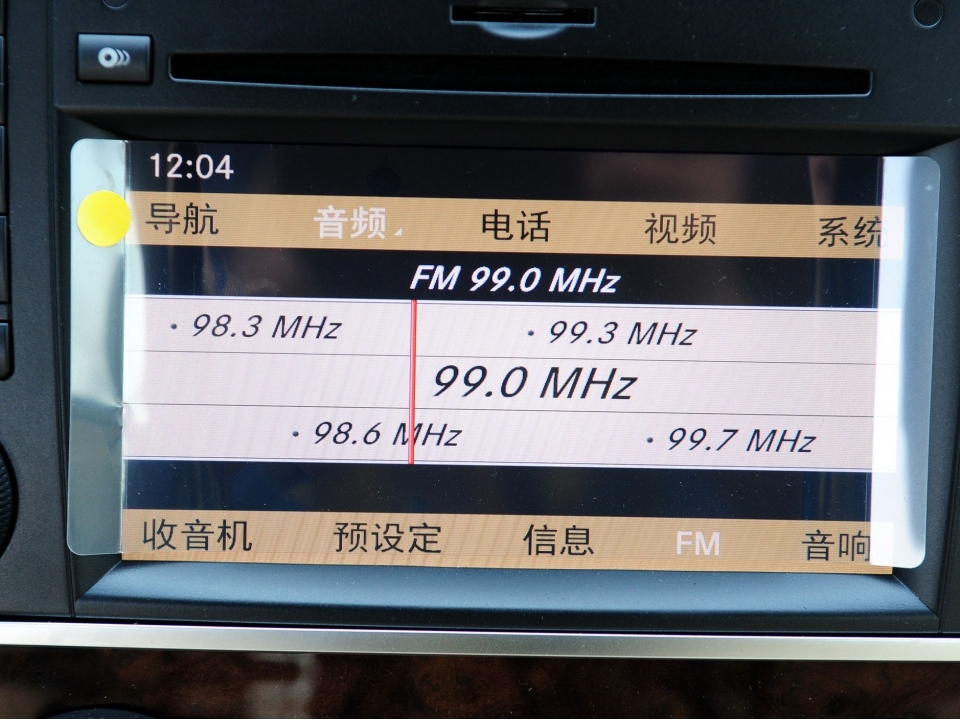 12:04
导航 音频 电话 视频 系统
FM 99.0 MHz
98.3 MHz 99.3 MHz
99.0 MHz
98.6 MHz 99.7 MHz
收音机 预设定 信息 FM 音响